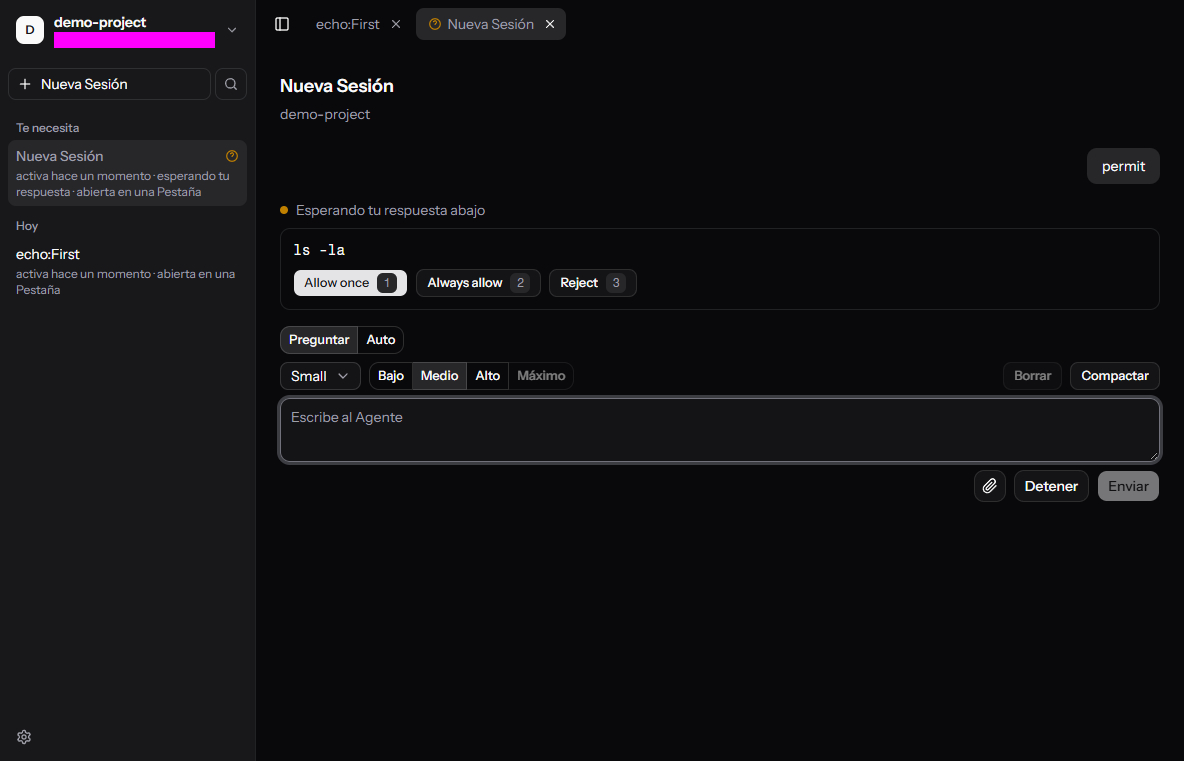 D
demo-project
Nueva Sesión
Te necesita
Nueva Sesión
activa hace un momento · esperando tu
respuesta · abierta en una Pestaña
Hoy
echo:First
activa hace un momento · abierta en una
Pestaña
echo:First
Nueva Sesión
Nueva Sesión
demo-project
permit
Esperando tu respuesta abajo
ls -la
Allow once 1 Always allow 2 Reject 3
Preguntar Auto
Small Bajo Medio Alto Máximo Borrar Compactar
Escribe al Agente
Detener Enviar